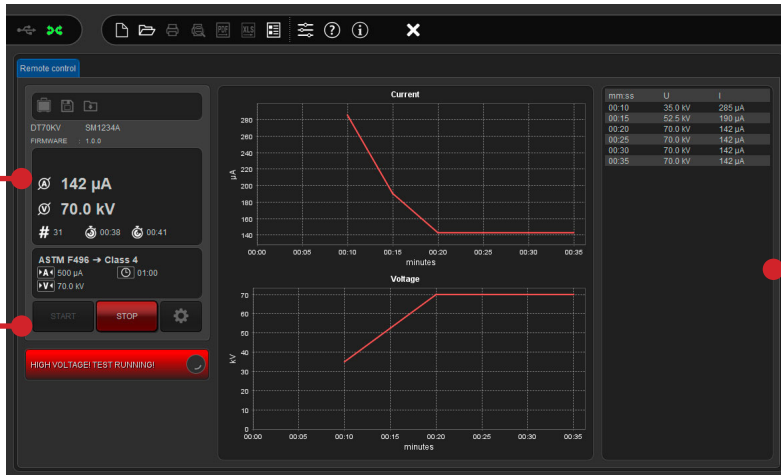 PDF XLS
Remote control
DT70KV SM1234A
FIRMWARE : 1.0.0
A 142 µA
V 70.0 kV
# 31 00:38 00:41
ASTM F496 → Class 4
A 500 µA 01:00
V 70.0 kV
START STOP
HIGH VOLTAGE! TEST RUNNING!
Current
280
260
240
220
200
180
160
140
µA
00:00 00:05 00:10 00:15 00:20 00:25 00:30 00:35
minutes
Voltage
70
60
50
40
30
20
10
0
kV
00:00 00:05 00:10 00:15 00:20 00:25 00:30 00:35
minutes
mm:ss U I
00:10 35.0 kV 285 µA
00:15 52.5 kV 190 µA
00:20 70.0 kV 142 µA
00:25 70.0 kV 142 µA
00:30 70.0 kV 142 µA
00:35 70.0 kV 142 µA